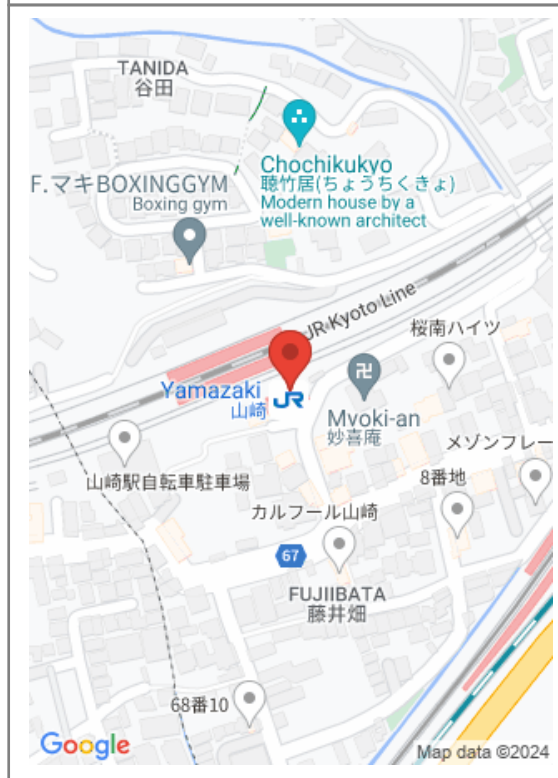 TANIDA
谷田
Chochikukyo
聴竹居(ちょうちくきょ)
Modern house by a
well-known architect
F.マキBOXINGGYM
Boxing gym
JR Kyoto Line
桜南ハイツ
Yamazaki
山崎
JR
卍
Myoki-an
妙喜庵
メゾンフレー
山崎駅自転車駐車場
8番地
カルフール山崎
67
FUJIIBATA
藤井畑
68番10
Google
Map data ©2024